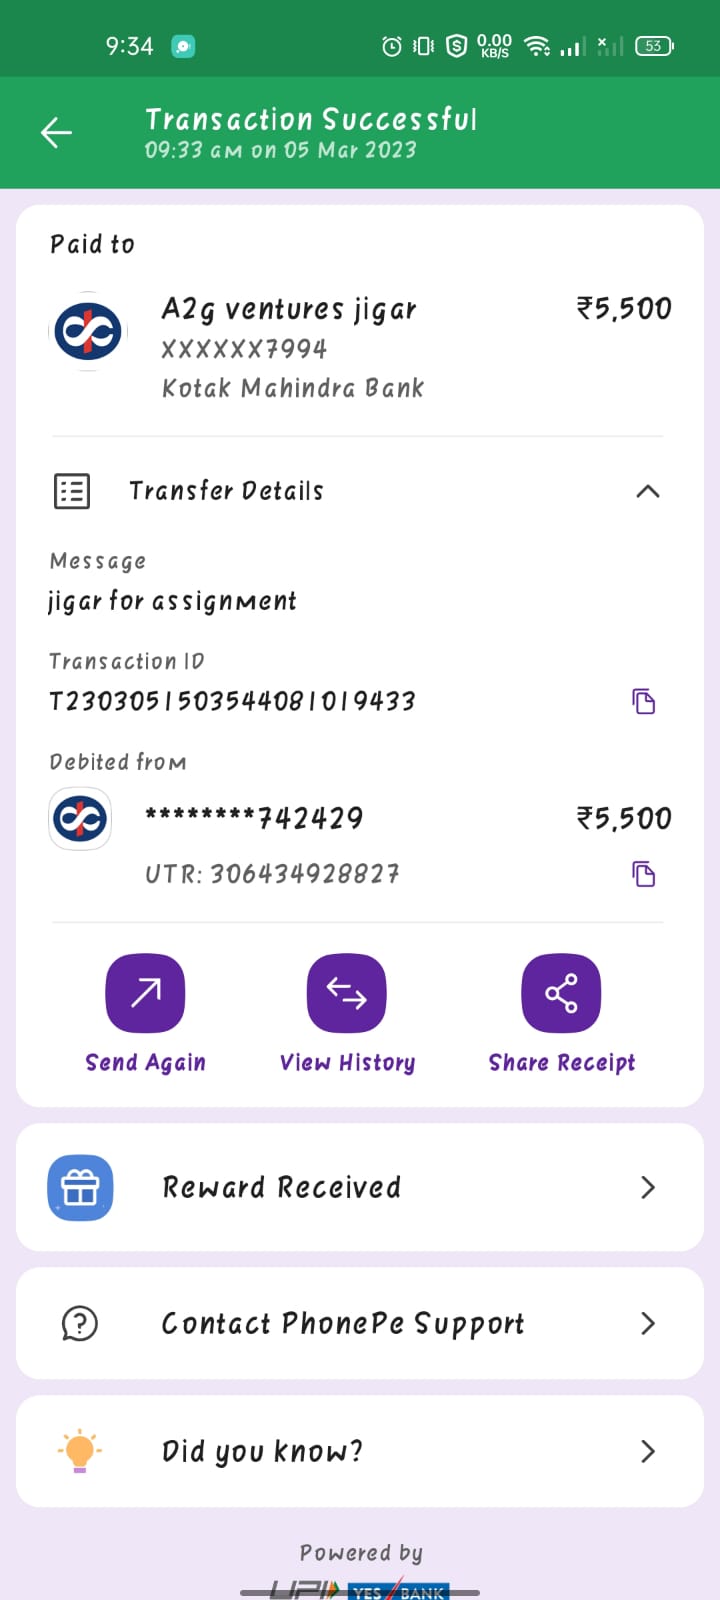 9:34 0.00 KB/S 53
Transaction Successful
09:33 AM on 05 Mar 2023
Paid to
A2g ventures jigar ₹5,500
XXXXXX7994
Kotak Mahindra Bank
Transfer Details
Message
jigar for assignment
Transaction ID
T2303051503544081019433
Debited from
********742429 ₹5,500
UTR: 306434928827
Send Again View History Share Receipt
Reward Received
Contact PhonePe Support
Did you know?
Powered by
UPI YES BANK